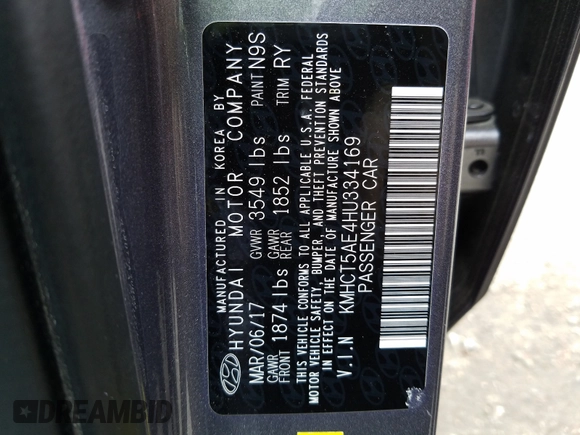 MANUFACTURED IN KOREA BY
HYUNDAI MOTOR COMPANY
MAR/06/17 GVWR 3549 lbs PAINT N9S
GAWR FRONT 1874 lbs GAWR REAR 1852 lbs TRIM RY
THIS VEHICLE CONFORMS TO ALL APPLICABLE U.S.A. FEDERAL
MOTOR VEHICLE SAFETY, BUMPER, AND THEFT PREVENTION STANDARDS
IN EFFECT ON THE DATE OF MANUFACTURE SHOWN ABOVE
V.I.N KMHCT5AE4HU334169
PASSENGER CAR
DREAMBID